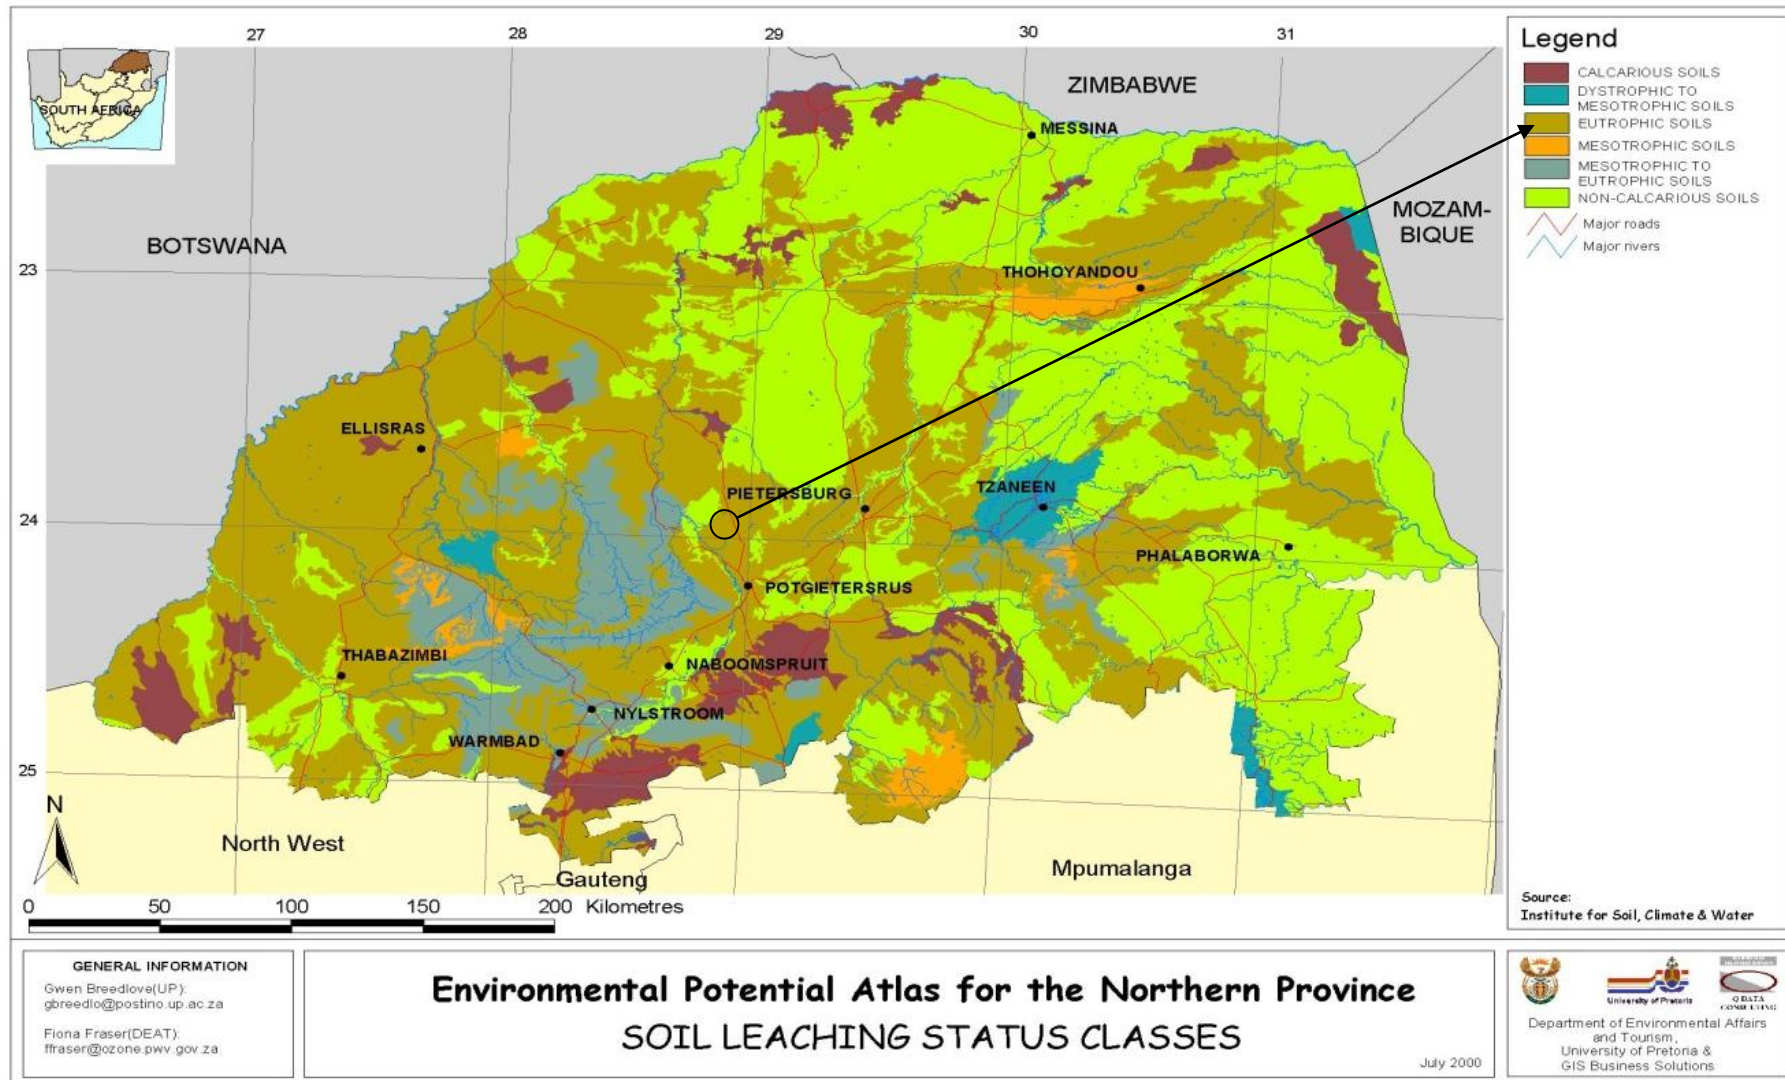 27
28
29
30
31
ZIMBABWE
SOUTH AFRICA
MESSINA
MOZAM-
BIQUE
BOTSWANA
23
THOHOYANDOU
ELLISRAS
PIETERSBURG
TZANEEN
24
PHALABORWA
POTGIETERSRUS
THABAZIMBI
NABOOMSPRUIT
NYLSTROOM
WARMBAD
25
N
North West
Gauteng
Mpumalanga
0 50 100 150 200 Kilometres
Legend
CALCARIOUS SOILS
DYSTROPHIC TO
MESOTROPHIC SOILS
EUTROPHIC SOILS
MESOTROPHIC SOILS
MESOTROPHIC TO
EUTROPHIC SOILS
NON-CALCARIOUS SOILS
Major roads
Major rivers
Source:
Institute for Soil, Climate & Water
GENERAL INFORMATION
Gwen Breedlove(UP):
gbreedlo@postino.up.ac.za
Fiona Fraser(DEAT):
ffraser@ozone.pwv.gov.za
Environmental Potential Atlas for the Northern Province
SOIL LEACHING STATUS CLASSES
July 2000
University of Pretoria
Q DATA
CONSULTING
Department of Environmental Affairs
and Tourism,
University of Pretoria &
GIS Business Solutions